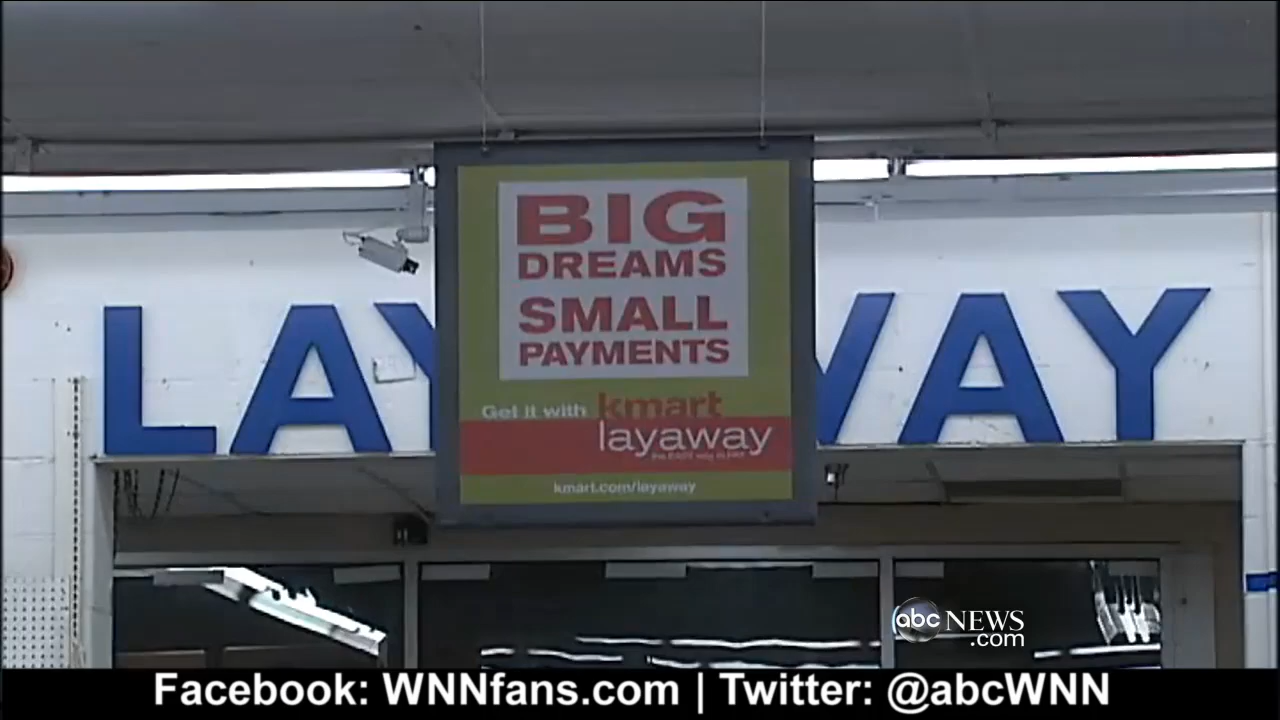 BIG
DREAMS
SMALL
PAYMENTS
Get it with kmart
layaway
kmart.com/layaway
LAY WAY
abc NEWS
.com
Facebook: WNNfans.com | Twitter: @abcWNN